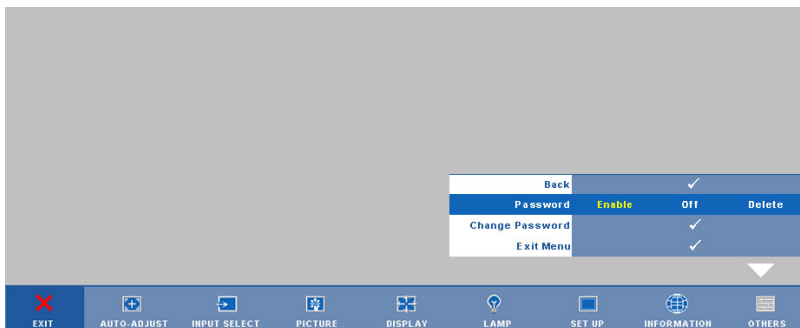 Back
Password Enable Off Delete
Change Password
Exit Menu
EXIT AUTO-ADJUST INPUT SELECT PICTURE DISPLAY LAMP SET UP INFORMATION OTHERS